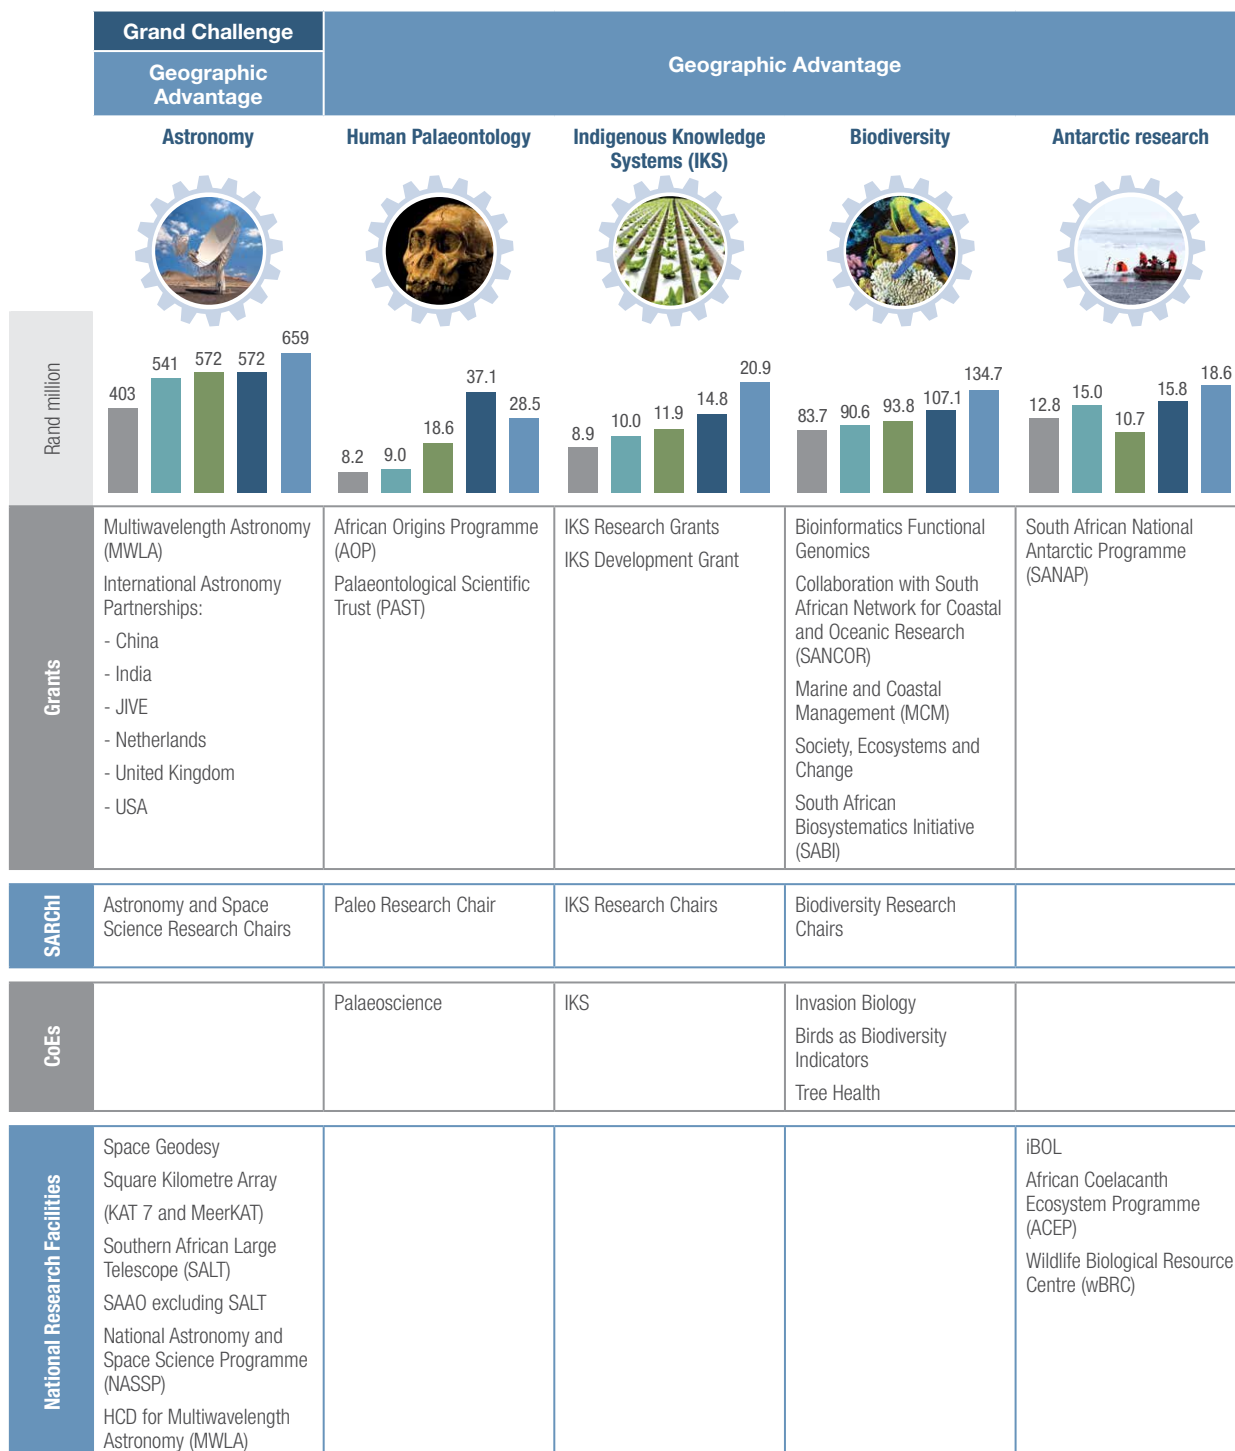 Grand Challenge
Geographic
Advantage
Geographic Advantage
Astronomy
Human Palaeontology
Indigenous Knowledge
Systems (IKS)
Biodiversity
Antarctic research
Rand million
403
541
572
572
659
8.2
9.0
18.6
37.1
28.5
8.9
10.0
11.9
14.8
20.9
83.7
90.6
93.8
107.1
134.7
12.8
15.0
10.7
15.8
18.6
Grants
Multiwavelength Astronomy
(MWLA)
International Astronomy
Partnerships:
- China
- India
- JIVE
- Netherlands
- United Kingdom
- USA
African Origins Programme
(AOP)
Palaeontological Scientific
Trust (PAST)
IKS Research Grants
IKS Development Grant
Bioinformatics Functional
Genomics
Collaboration with South
African Network for Coastal
and Oceanic Research
(SANCOR)
Marine and Coastal
Management (MCM)
Society, Ecosystems and
Change
South African
Biosystematics Initiative
(SABI)
South African National
Antarctic Programme
(SANAP)
SARChI
Astronomy and Space
Science Research Chairs
Paleo Research Chair
IKS Research Chairs
Biodiversity Research
Chairs
CoEs
Palaeoscience
IKS
Invasion Biology
Birds as Biodiversity
Indicators
Tree Health
National Research Facilities
Space Geodesy
Square Kilometre Array
(KAT 7 and MeerKAT)
Southern African Large
Telescope (SALT)
SAAO excluding SALT
National Astronomy and
Space Science Programme
(NASSP)
HCD for Multiwavelength
Astronomy (MWLA)
iBOL
African Coelacanth
Ecosystem Programme
(ACEP)
Wildlife Biological Resource
Centre (wBRC)